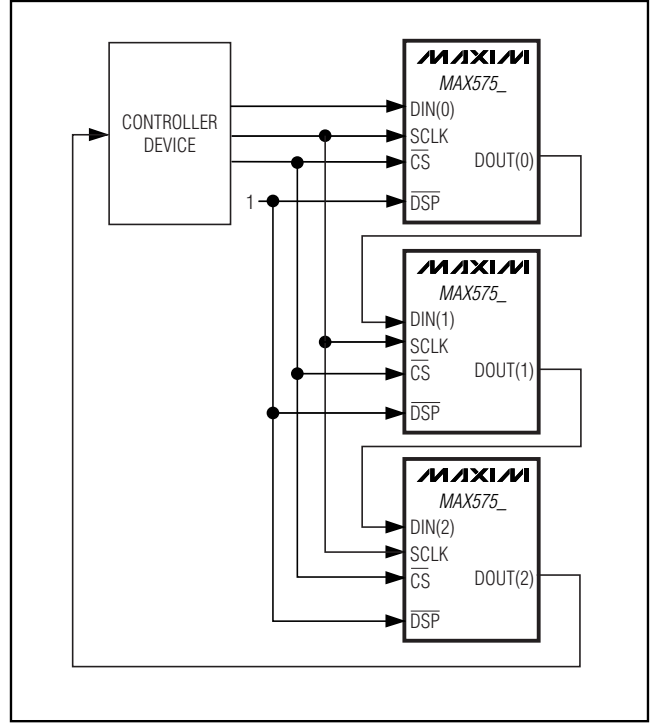 CONTROLLER
DEVICE
1
MAXIM
MAX575_
DIN(0)
SCLK
CS
DOUT(0)
DSP
MAXIM
MAX575_
DIN(1)
SCLK
CS
DOUT(1)
DSP
MAXIM
MAX575_
DIN(2)
SCLK
CS
DOUT(2)
DSP